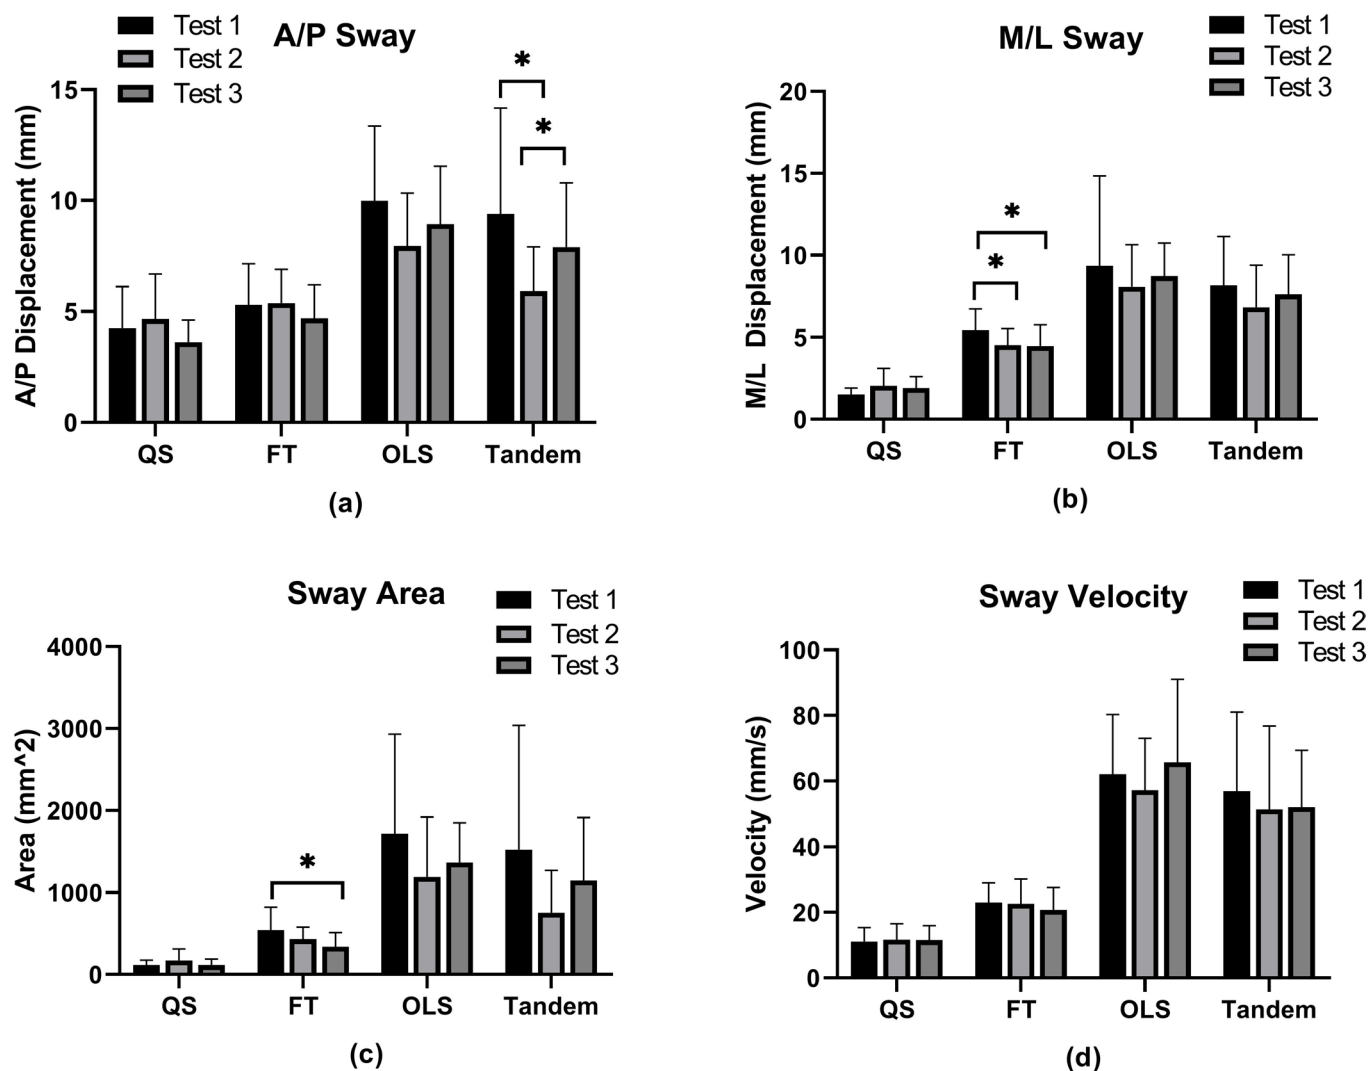 A/P Sway
Test 1
Test 2
Test 3
A/P Displacement (mm)
15
10
5
0
*
*
QS FT OLS Tandem
(a)
M/L Sway
Test 1
Test 2
Test 3
M/L Displacement (mm)
20
15
10
5
0
*
*
QS FT OLS Tandem
(b)
Sway Area
Test 1
Test 2
Test 3
Area (mm^2)
4000
3000
2000
1000
0
*
QS FT OLS Tandem
(c)
Sway Velocity
Test 1
Test 2
Test 3
Velocity (mm/s)
100
80
60
40
20
0
QS FT OLS Tandem
(d)